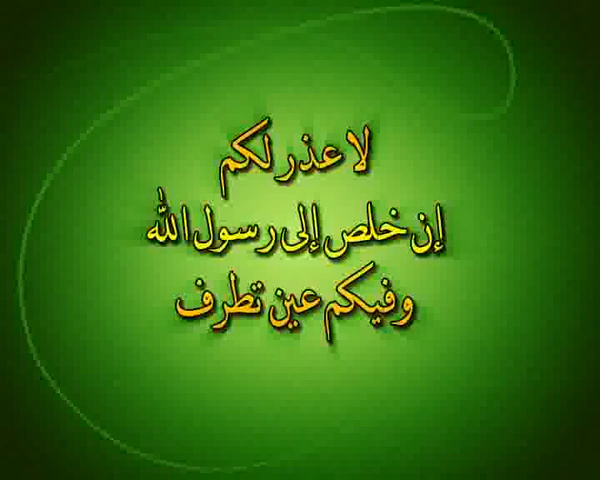 لا عذر لكم
إن خلص إلى رسول الله
وفيكم عين تطرف